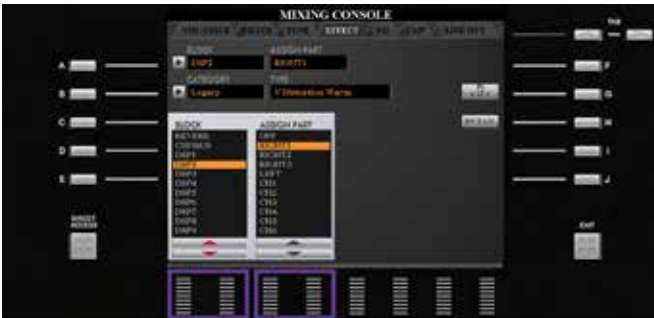 MIXING CONSOLE
VOL/VOICE FILTER TUNE EFFECT EQ CMP LINE OUT
TAB
BLOCK ASSIGN PART
DSP2 RIGHT1
CATEGORY TYPE
Legacy V Distortion Warm
A
F
B
G
C
H
D
I
E
J
BLOCK ASSIGN PART
REVERB OFF
CHORUS RIGHT1
DSP1 RIGHT2
DSP2 RIGHT3
DSP3 LEFT
DSP4 CH1
DSP5 CH2
DSP6 CH3
DSP7 CH4
DSP8 CH5
DSP9 CH6
DETAIL
DIRECT
ACCESS
EXIT